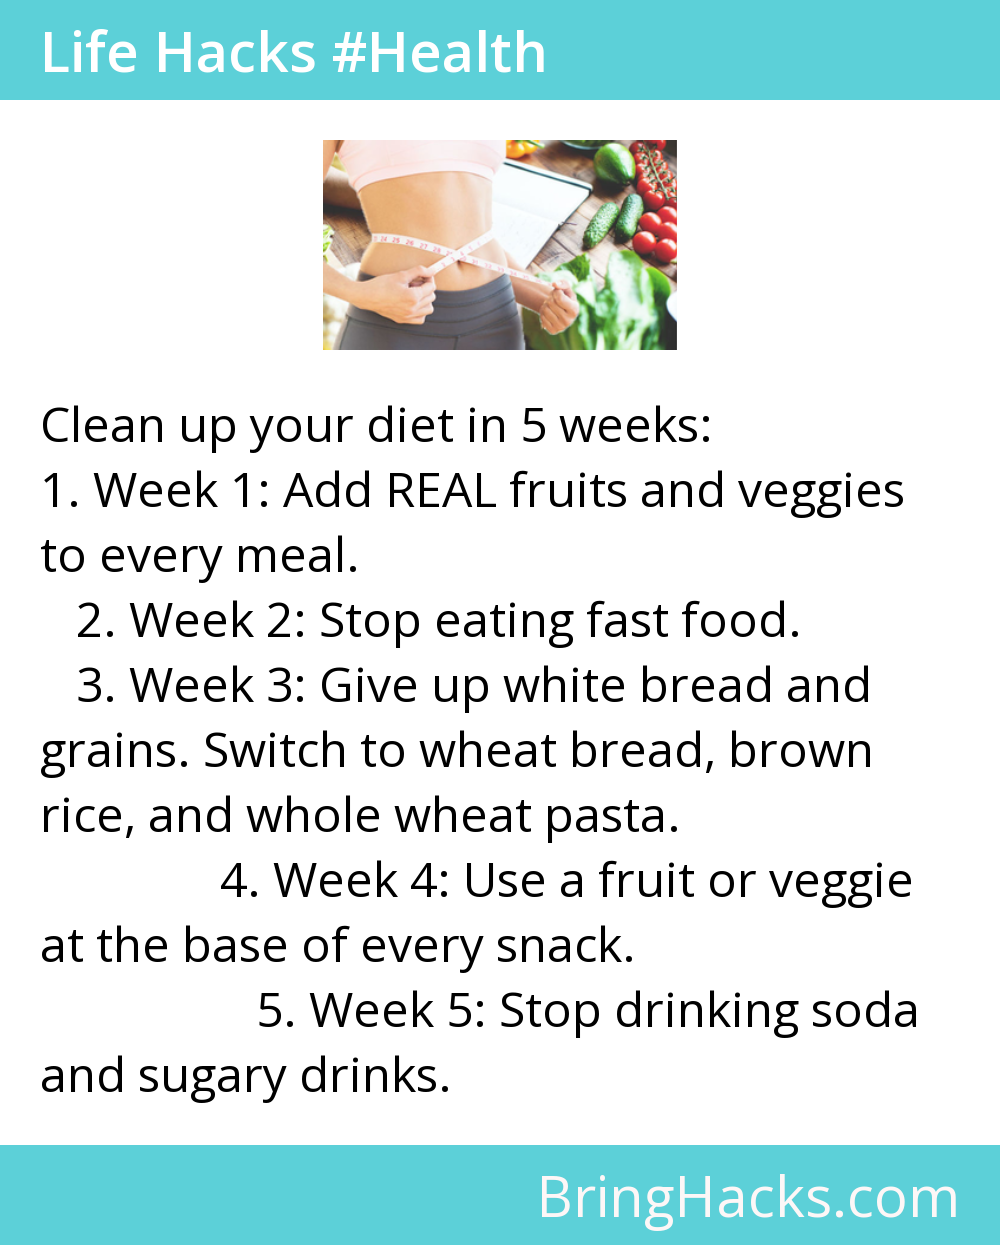 Life Hacks #Health
Clean up your diet in 5 weeks:
1. Week 1: Add REAL fruits and veggies
to every meal.
2. Week 2: Stop eating fast food.
3. Week 3: Give up white bread and
grains. Switch to wheat bread, brown
rice, and whole wheat pasta.
4. Week 4: Use a fruit or veggie
at the base of every snack.
5. Week 5: Stop drinking soda
and sugary drinks.
BringHacks.com